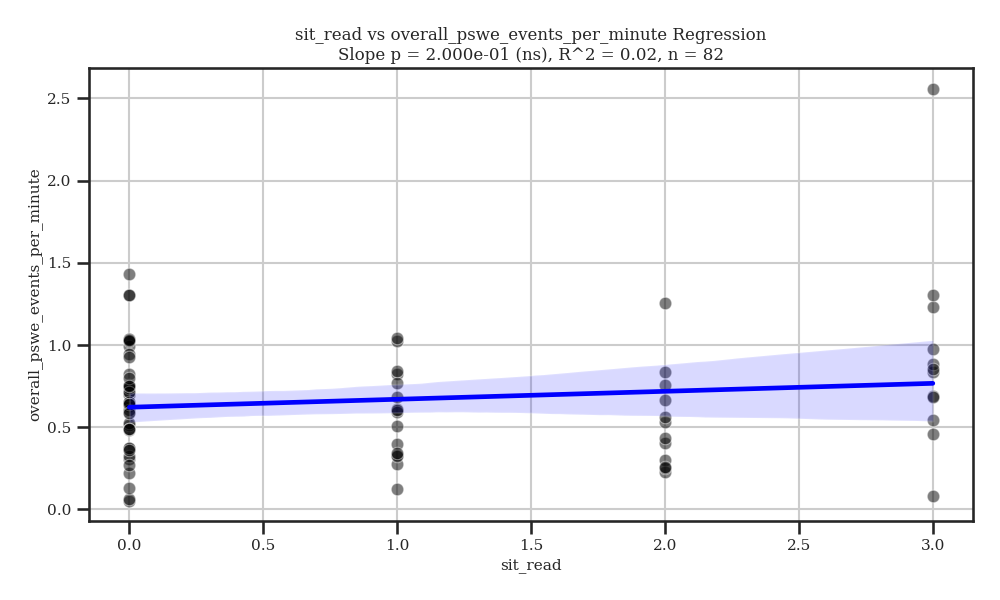 sit_read vs overall_pswe_events_per_minute Regression
Slope p = 2.000e-01 (ns), R^2 = 0.02, n = 82
overall_pswe_events_per_minute
2.5
2.0
1.5
1.0
0.5
0.0
0.0 0.5 1.0 1.5 2.0 2.5 3.0
sit_read